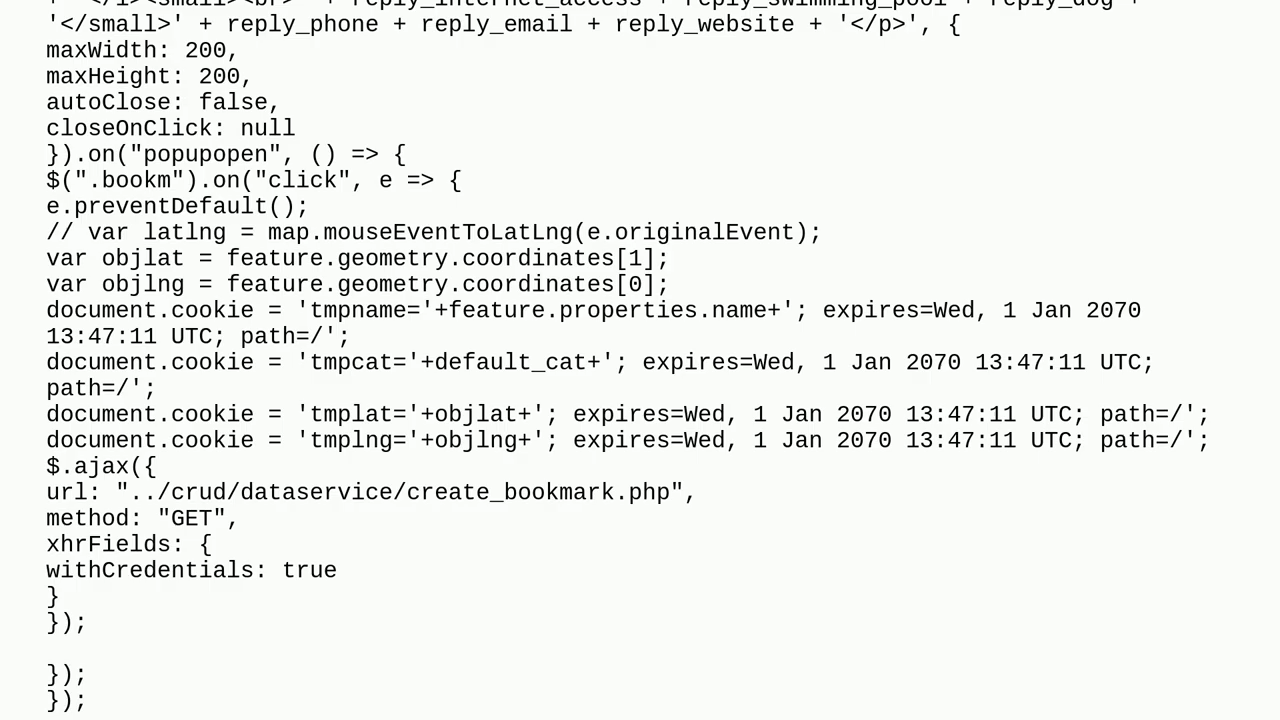 + '</i><small><br>' + reply_internet_access + reply_swimming_pool + reply_dog +
'</small>' + reply_phone + reply_email + reply_website + '</p>', {
maxWidth: 200,
maxHeight: 200,
autoClose: false,
closeOnClick: null
}).on("popupopen", () => {
$(".bookm").on("click", e => {
e.preventDefault();
// var latlng = map.mouseEventToLatLng(e.originalEvent);
var objlat = feature.geometry.coordinates[1];
var objlng = feature.geometry.coordinates[0];
document.cookie = 'tmpname='+feature.properties.name+'; expires=Wed, 1 Jan 2070
13:47:11 UTC; path=/';
document.cookie = 'tmpcat='+default_cat+'; expires=Wed, 1 Jan 2070 13:47:11 UTC;
path=/';
document.cookie = 'tmplat='+objlat+'; expires=Wed, 1 Jan 2070 13:47:11 UTC; path=/';
document.cookie = 'tmplng='+objlng+'; expires=Wed, 1 Jan 2070 13:47:11 UTC; path=/';
$.ajax({
url: "../crud/dataservice/create_bookmark.php",
method: "GET",
xhrFields: {
withCredentials: true
}
});
});
});